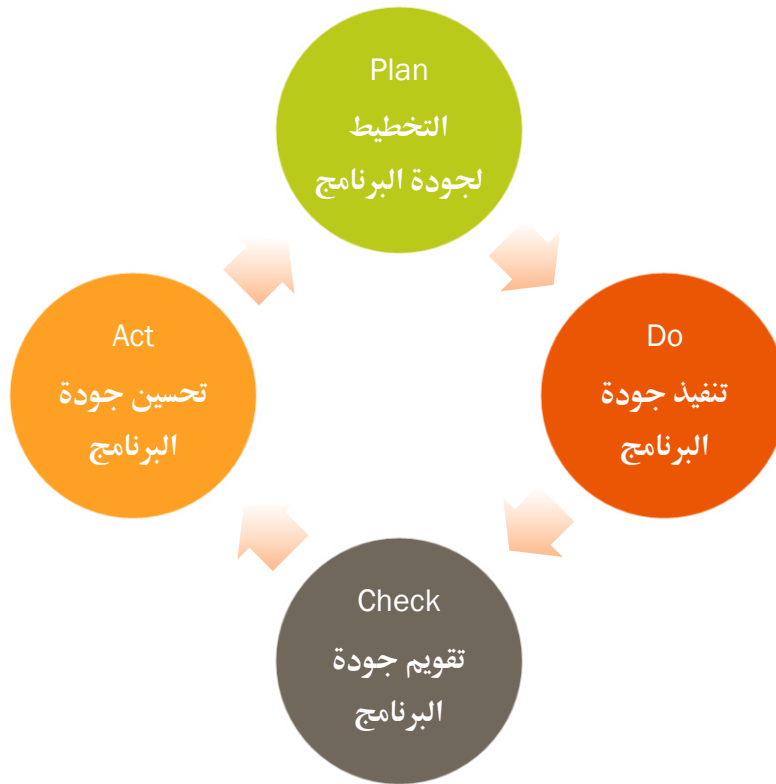 Plan
التخطيط
لجودة البرنامج
Do
تنفيذ جودة
البرنامج
Check
تقويم جودة
البرنامج
Act
تحسين جودة
البرنامج